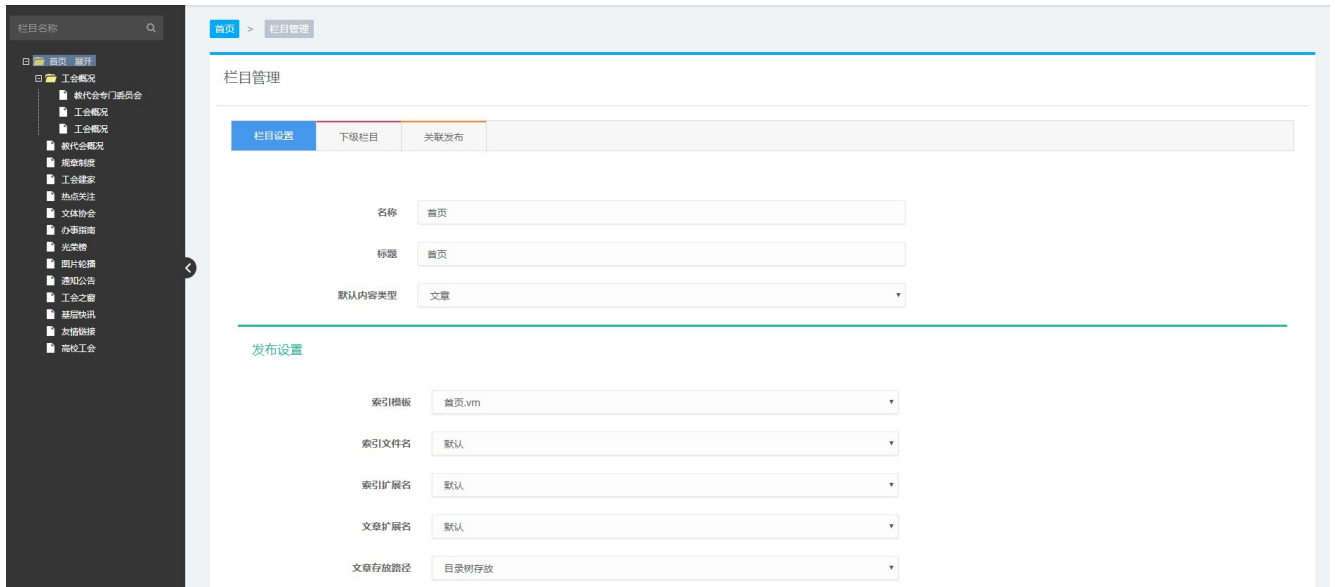 栏目名称
首页 > 栏目管理
首页 展开
工会概况
教代会专门委员会
工会概况
工会概况
教代会概况
规章制度
工会建家
热点关注
文体协会
办事指南
光荣榜
图片轮播
通知公告
工会之窗
基层快讯
友情链接
高校工会
栏目管理
栏目设置 下级栏目 关联发布
名称 首页
标题 首页
默认内容类型 文章
发布设置
索引模板 首页.vm
索引文件名 默认
索引扩展名 默认
文章扩展名 默认
文章存放路径 目录树存放